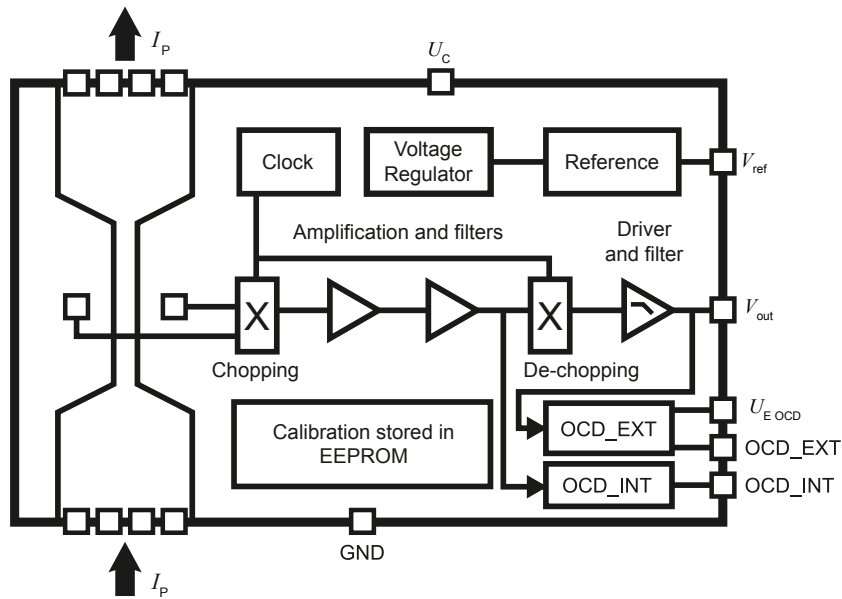 I_P
U_C
Clock
Voltage
Regulator
Reference
V_ref
Amplification and filters
Driver
and filter
X
X
V_out
Chopping
De-chopping
Calibration stored in
EEPROM
OCD_EXT
U_E OCD
OCD_EXT
OCD_INT
OCD_INT
GND
I_P